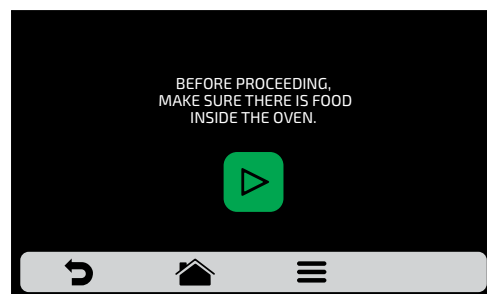 BEFORE PROCEEDING,
MAKE SURE THERE IS FOOD
INSIDE THE OVEN.